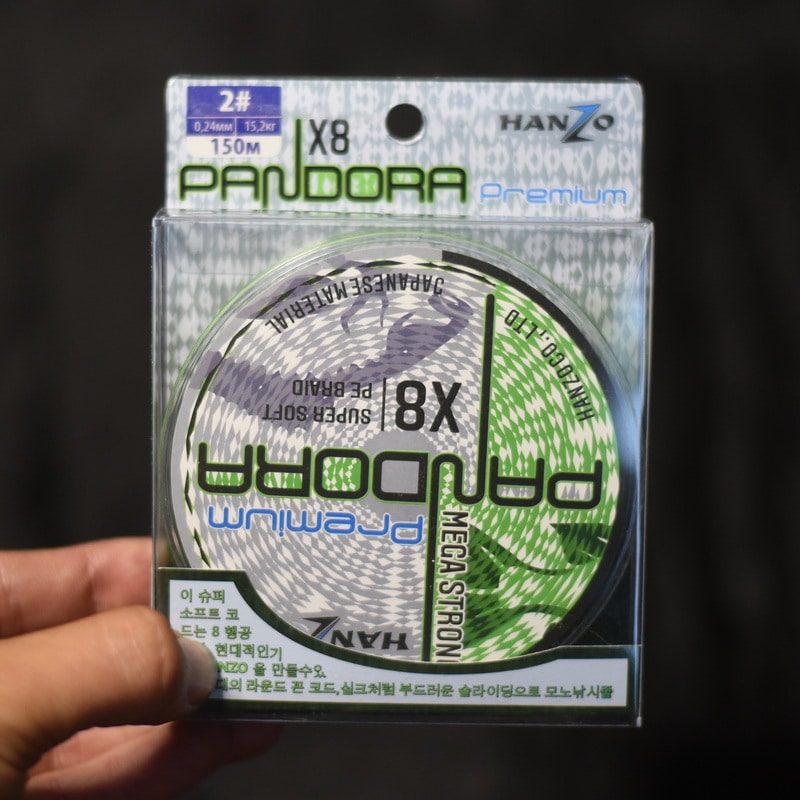 2#
0,24мм 15,2кг
150м
X8
HANZO
PANDORA Premium
JAPANESE MATERIAL
HANZO CO., LTD
SUPER SOFT
PE BRAID
X8
PANDORA
Premium
MEGA STRON
HANZO
이 슈퍼
소프트 코
드는 8 행공
현대적인기
NZO 을 만들수있
의 라운드 꼰 코드,실크처럼 부드러운 슬라이딩으로 모노낚시를